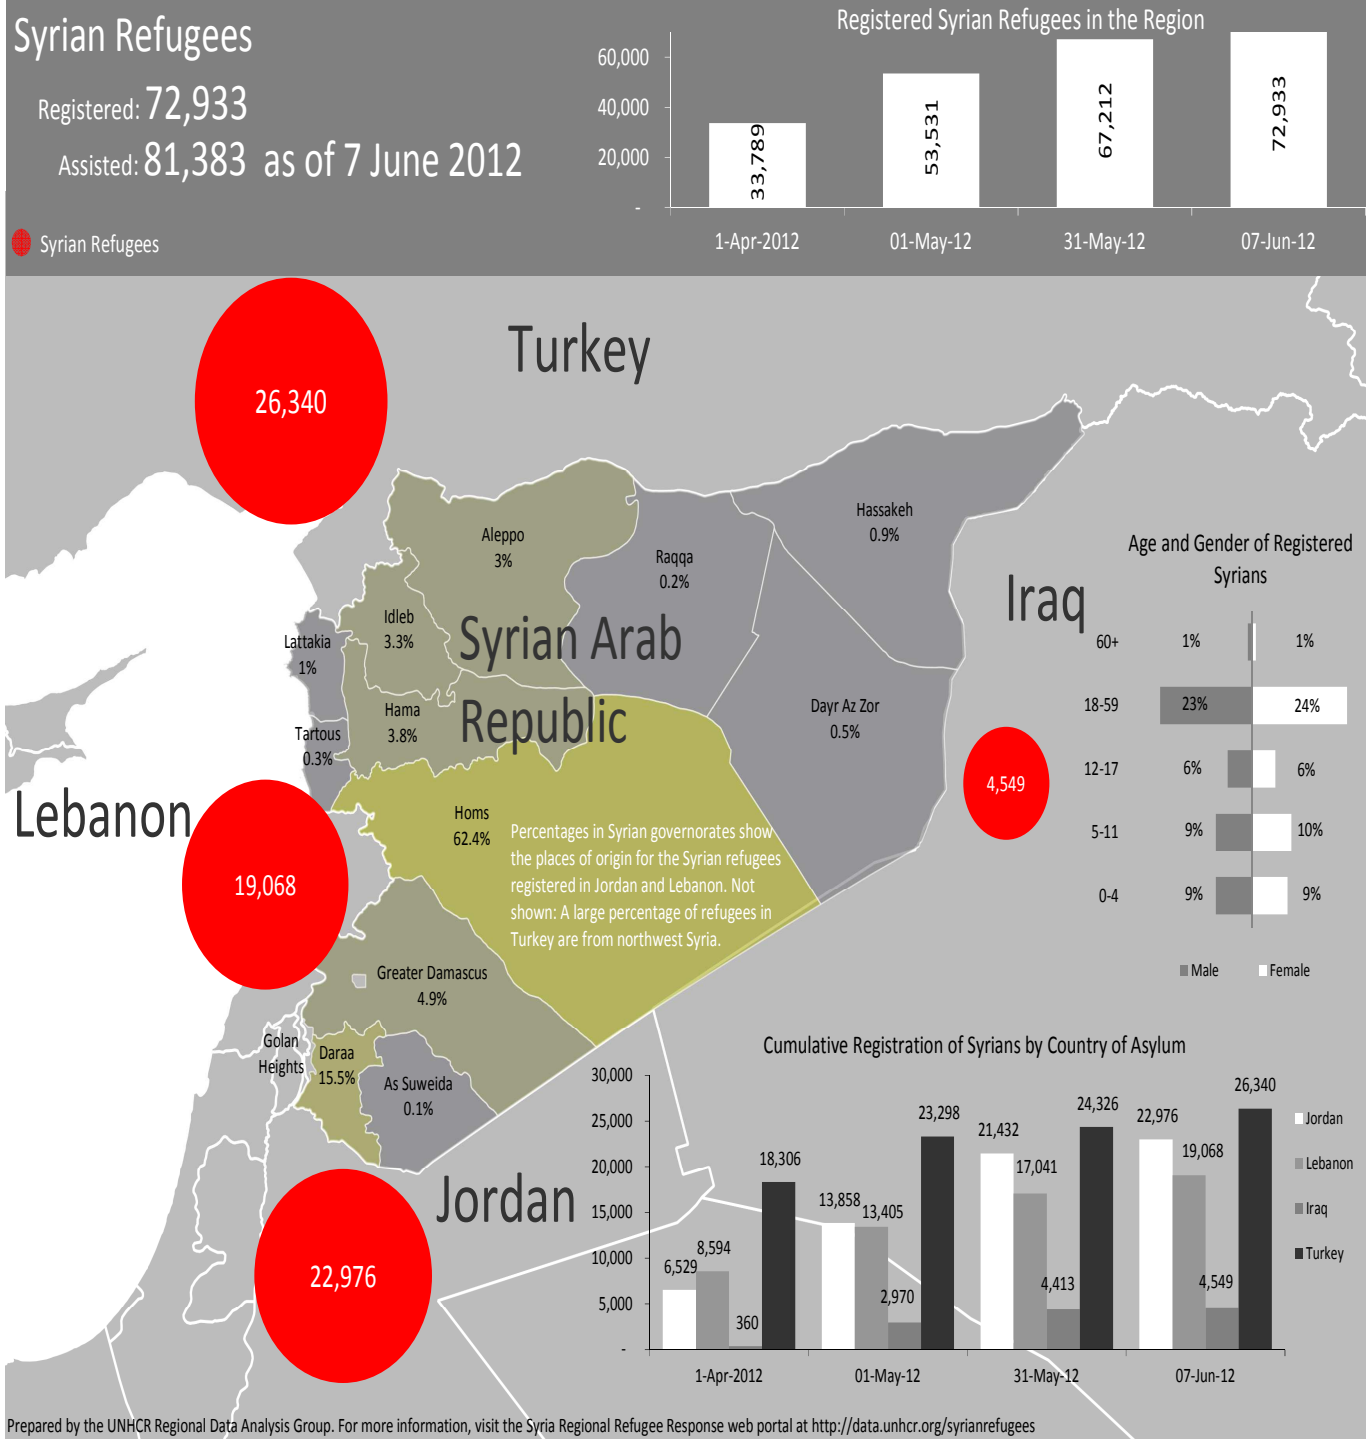 Syrian Refugees
Registered: 72,933
Assisted: 81,383 as of 7 June 2012
Syrian Refugees
Registered Syrian Refugees in the Region
60,000
40,000
20,000
-
33,789
53,531
67,212
72,933
1-Apr-2012
01-May-12
31-May-12
07-Jun-12
Turkey
26,340
Aleppo
3%
Raqqa
0.2%
Hassakeh
0.9%
Idleb
3.3%
Lattakia
1%
Syrian Arab
Republic
Hama
3.8%
Tartous
0.3%
Dayr Az Zor
0.5%
Iraq
4,549
Lebanon
19,068
Homs
62.4%
Percentages in Syrian governorates show
the places of origin for the Syrian refugees
registered in Jordan and Lebanon. Not
shown: A large percentage of refugees in
Turkey are from northwest Syria.
Greater Damascus
4.9%
Golan
Heights
Daraa
15.5%
As Suweida
0.1%
Jordan
22,976
Age and Gender of Registered
Syrians
60+ 1% 1%
18-59 23% 24%
12-17 6% 6%
5-11 9% 10%
0-4 9% 9%
Male Female
Cumulative Registration of Syrians by Country of Asylum
30,000
25,000
20,000
15,000
10,000
5,000
-
6,529
8,594
360
18,306
13,858
13,405
2,970
23,298
21,432
17,041
4,413
24,326
22,976
19,068
4,549
26,340
1-Apr-2012
01-May-12
31-May-12
07-Jun-12
Jordan
Lebanon
Iraq
Turkey
Prepared by the UNHCR Regional Data Analysis Group. For more information, visit the Syria Regional Refugee Response web portal at http://data.unhcr.org/syrianrefugees